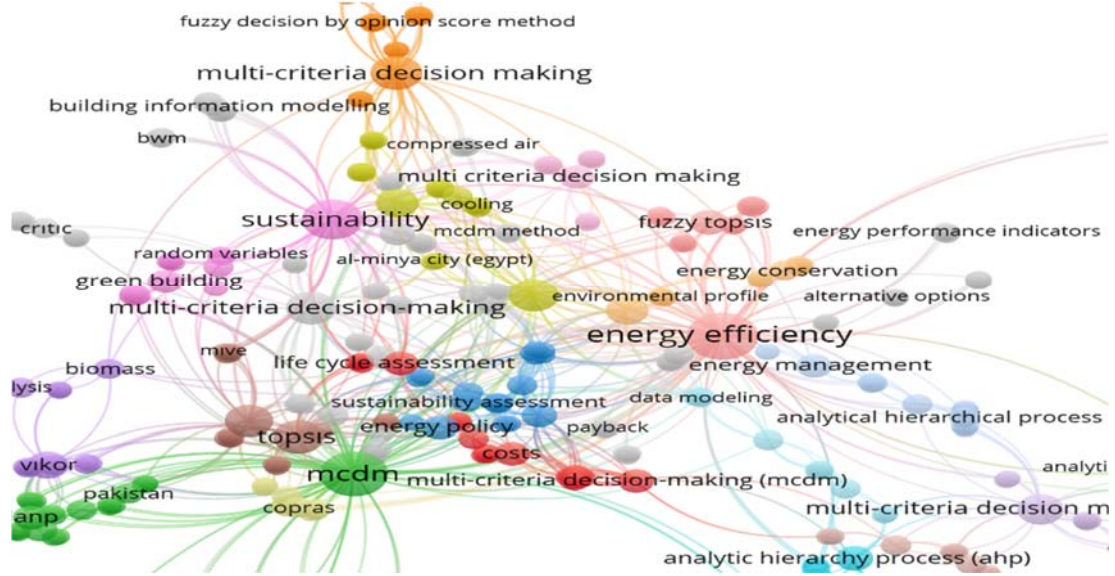 fuzzy decision by opinion score method
multi-criteria decision making
building information modelling
bwm
compressed air
multi criteria decision making
cooling
sustainability
fuzzy topsis
critic
mcdm method
energy performance indicators
random variables
al-minya city (egypt)
energy conservation
green building
multi-criteria decision-making
environmental profile
alternative options
energy efficiency
mive
life cycle assessment
energy management
biomass
lysis
sustainability assessment
data modeling
analytical hierarchical process
energy policy
payback
topsis
costs
vikor
mcdm
multi-criteria decision-making (mcdm)
analyti
pakistan
copras
multi-criteria decision m
anp
analytic hierarchy process (ahp)